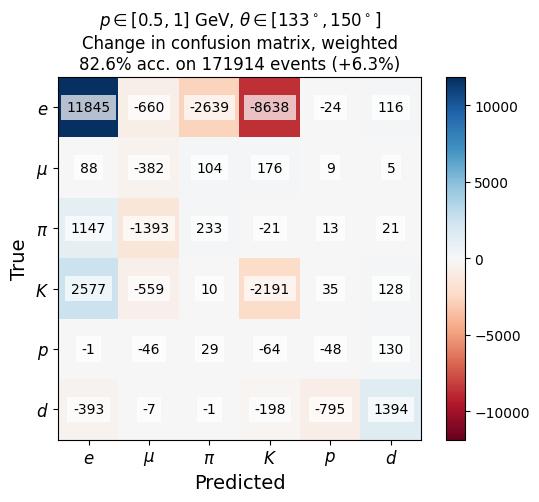 p ∈ [0.5, 1] GeV, θ ∈ [133°, 150°]
Change in confusion matrix, weighted
82.6% acc. on 171914 events (+6.3%)
e 11845 -660 -2639 -8638 -24 116
μ 88 -382 104 176 9 5
π 1147 -1393 233 -21 13 21
K 2577 -559 10 -2191 35 128
p -1 -46 29 -64 -48 130
d -393 -7 -1 -198 -795 1394
e μ π K p d
True
Predicted
10000
5000
0
−5000
−10000